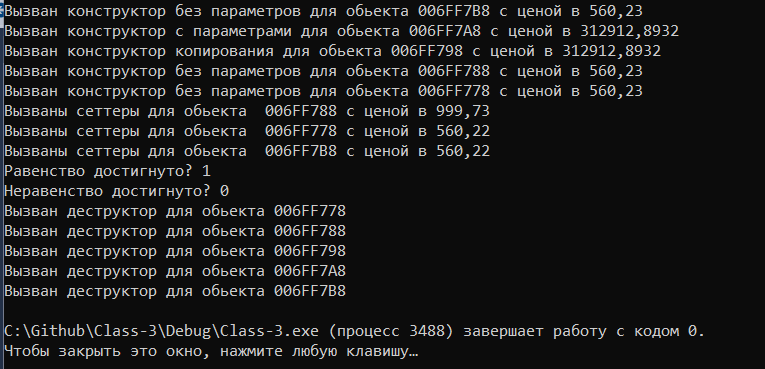 Вызван конструктор без параметров для обьекта 006FF7B8 с ценой в 560,23
Вызван конструктор с параметрами для обьекта 006FF7A8 с ценой в 312912,8932
Вызван конструктор копирования для обьекта 006FF798 с ценой в 312912,8932
Вызван конструктор без параметров для обьекта 006FF788 с ценой в 560,23
Вызван конструктор без параметров для обьекта 006FF778 с ценой в 560,23
Вызваны сеттеры для обьекта  006FF788 с ценой в 999,73
Вызваны сеттеры для обьекта  006FF778 с ценой в 560,22
Вызваны сеттеры для обьекта  006FF7B8 с ценой в 560,22
Равенство достигнуто? 1
Неравенство достигнуто? 0
Вызван деструктор для обьекта 006FF778
Вызван деструктор для обьекта 006FF788
Вызван деструктор для обьекта 006FF798
Вызван деструктор для обьекта 006FF7A8
Вызван деструктор для обьекта 006FF7B8
C:\Github\Class-3\Debug\Class-3.exe (процесс 3488) завершает работу с кодом 0.
Чтобы закрыть это окно, нажмите любую клавишу…